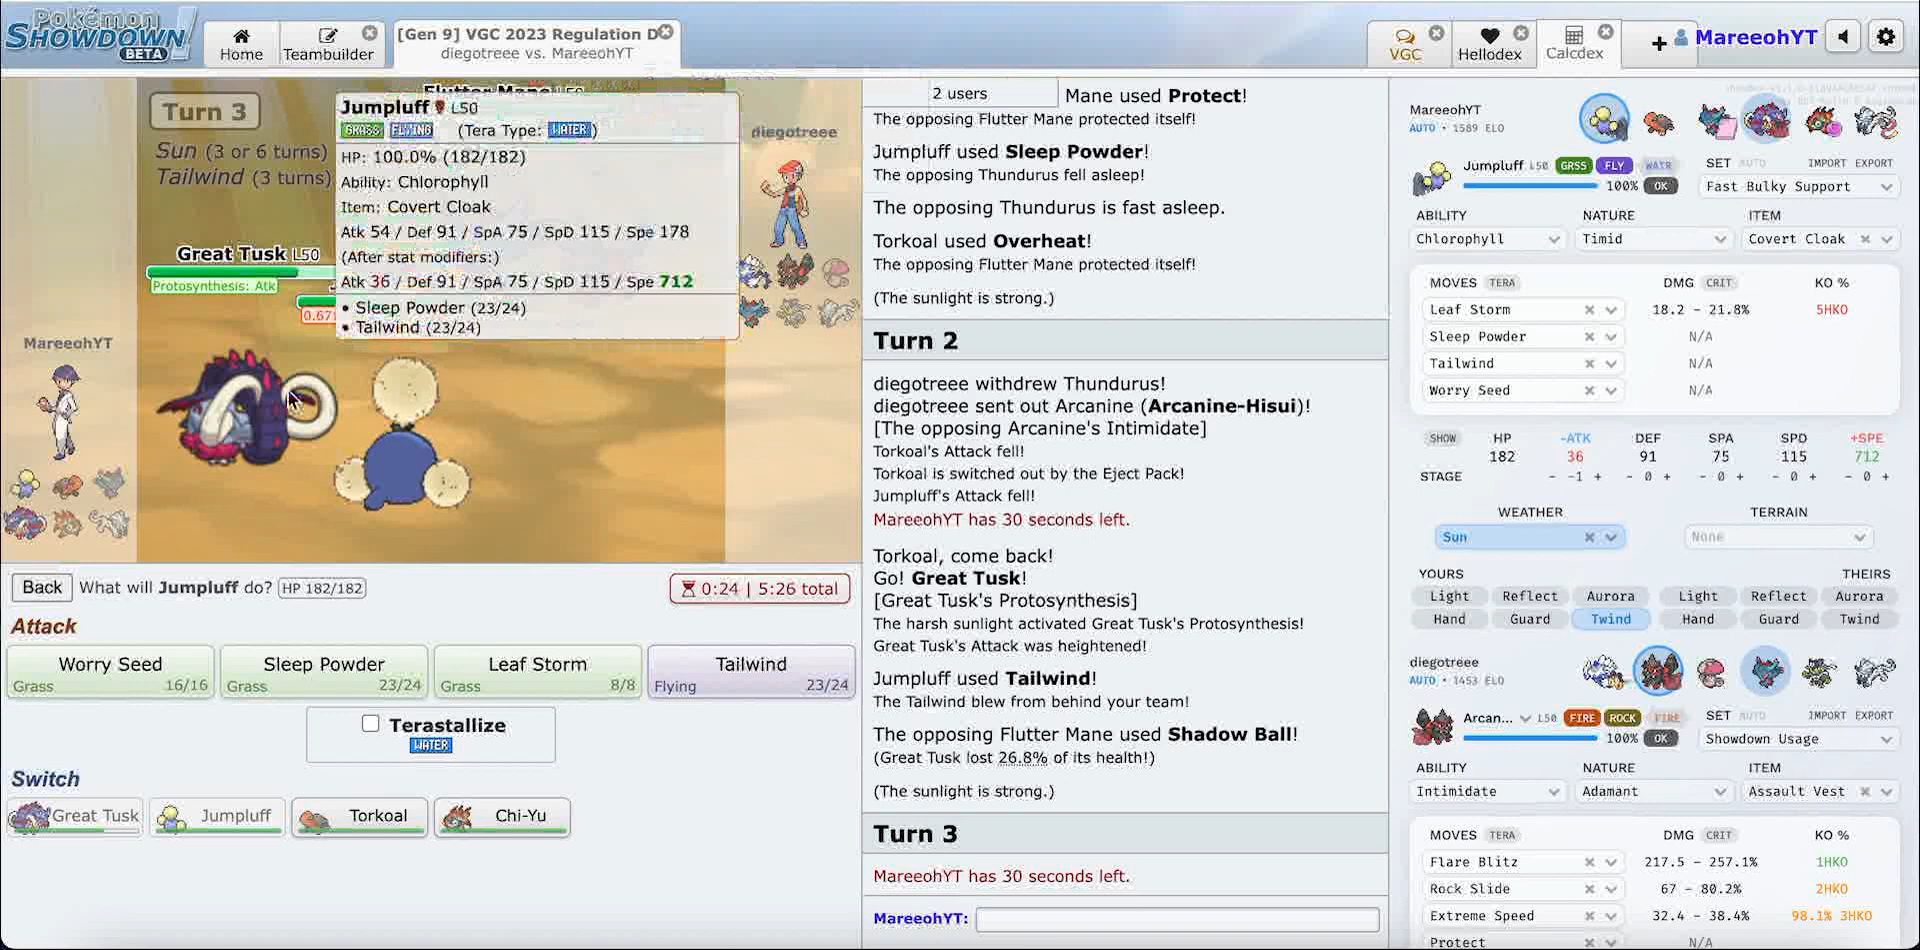 Pokémon
SHOWDOWN!
BETA
Home
Teambuilder
[Gen 9] VGC 2023 Regulation D
diegotreee vs. MareeohYT
VGC
Hellodex
Calcdex
+
MareeohYT
Turn 3
Sun (3 or 6 turns)
Tailwind (3 turns)
Flutter Mane L50
Jumpluff L50
GRASS FLYING (Tera Type: WATER)
HP: 100.0% (182/182)
Ability: Chlorophyll
Item: Covert Cloak
Atk 54 / Def 91 / SpA 75 / SpD 115 / Spe 178
(After stat modifiers:)
Atk 36 / Def 91 / SpA 75 / SpD 115 / Spe 712
• Sleep Powder (23/24)
• Tailwind (23/24)
diegotreee
Great Tusk L50
Protosynthesis: Atk
MareeohYT
Back What will Jumpluff do? HP 182/182
0:24 | 5:26 total
Attack
Worry Seed
Grass 16/16
Sleep Powder
Grass 23/24
Leaf Storm
Grass 8/8
Tailwind
Flying 23/24
Terastallize
WATER
Switch
Great Tusk
Jumpluff
Torkoal
Chi-Yu
2 users
Mane used Protect!
The opposing Flutter Mane protected itself!
Jumpluff used Sleep Powder!
The opposing Thundurus fell asleep!
The opposing Thundurus is fast asleep.
Torkoal used Overheat!
The opposing Flutter Mane protected itself!
(The sunlight is strong.)
Turn 2
diegotreee withdrew Thundurus!
diegotreee sent out Arcanine (Arcanine-Hisui)!
[The opposing Arcanine's Intimidate]
Torkoal's Attack fell!
Torkoal is switched out by the Eject Pack!
Jumpluff's Attack fell!
MareeohYT has 30 seconds left.
Torkoal, come back!
Go! Great Tusk!
[Great Tusk's Protosynthesis]
The harsh sunlight activated Great Tusk's Protosynthesis!
Great Tusk's Attack was heightened!
Jumpluff used Tailwind!
The Tailwind blew from behind your team!
The opposing Flutter Mane used Shadow Ball!
(Great Tusk lost 26.8% of its health!)
(The sunlight is strong.)
Turn 3
MareeohYT has 30 seconds left.
MareeohYT:
MareeohYT
AUTO • 1589 ELO
Jumpluff L50 GRSS FLY WATR
100% OK
SET AUTO IMPORT EXPORT
Fast Bulky Support
ABILITY NATURE ITEM
Chlorophyll Timid Covert Cloak
MOVES TERA DMG CRIT KO %
Leaf Storm 18.2 - 21.8% 5HKO
Sleep Powder N/A
Tailwind N/A
Worry Seed N/A
SHOW HP -ATK DEF SPA SPD +SPE
182 36 91 75 115 712
STAGE - -1 + - 0 + - 0 + - 0 + - 0 +
WEATHER TERRAIN
Sun None
YOURS THEIRS
Light Reflect Aurora Light Reflect Aurora
Hand Guard Twind Hand Guard Twind
diegotreee
AUTO • 1453 ELO
Arcan... L50 FIRE ROCK FIRE
100% OK
SET AUTO IMPORT EXPORT
Showdown Usage
ABILITY NATURE ITEM
Intimidate Adamant Assault Vest
MOVES TERA DMG CRIT KO %
Flare Blitz 217.5 - 257.1% 1HKO
Rock Slide 67 - 80.2% 2HKO
Extreme Speed 32.4 - 38.4% 98.1% 3HKO
Protect N/A